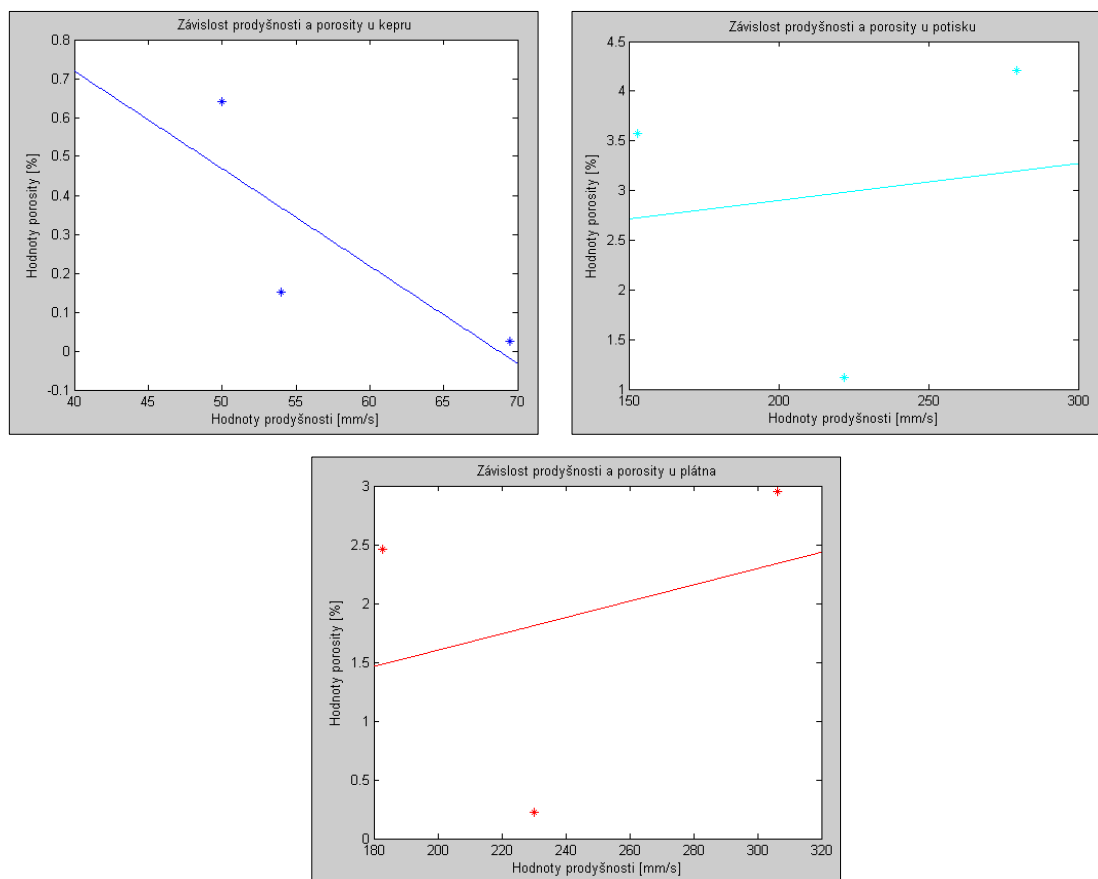 Závislost prodyšnosti a porosity u kepru
Hodnoty porosity [%]
0.8
0.7
0.6
0.5
0.4
0.3
0.2
0.1
0
-0.1
40 45 50 55 60 65 70
Hodnoty prodyšnosti [mm/s]
Závislost prodyšnosti a porosity u potisku
Hodnoty porosity [%]
4.5
4
3.5
3
2.5
2
1.5
1
150 200 250 300
Hodnoty prodyšnosti [mm/s]
Závislost prodyšnosti a porosity u plátna
Hodnoty porosity [%]
3
2.5
2
1.5
1
0.5
0
180 200 220 240 260 280 300 320
Hodnoty prodyšnosti [mm/s]